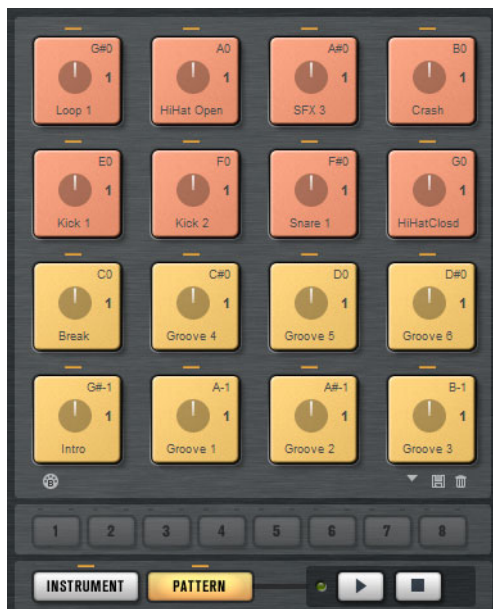 G#0 A0 A#0 B0
1 1 1 1
Loop 1 HiHat Open SFX 3 Crash
E0 F0 F#0 G0
1 1 1 1
Kick 1 Kick 2 Snare 1 HiHatClosd
C0 C#0 D0 D#0
1 1 1 1
Break Groove 4 Groove 5 Groove 6
G#-1 A-1 A#-1 B-1
1 1 1 1
Intro Groove 1 Groove 2 Groove 3
1 2 3 4 5 6 7 8
INSTRUMENT PATTERN